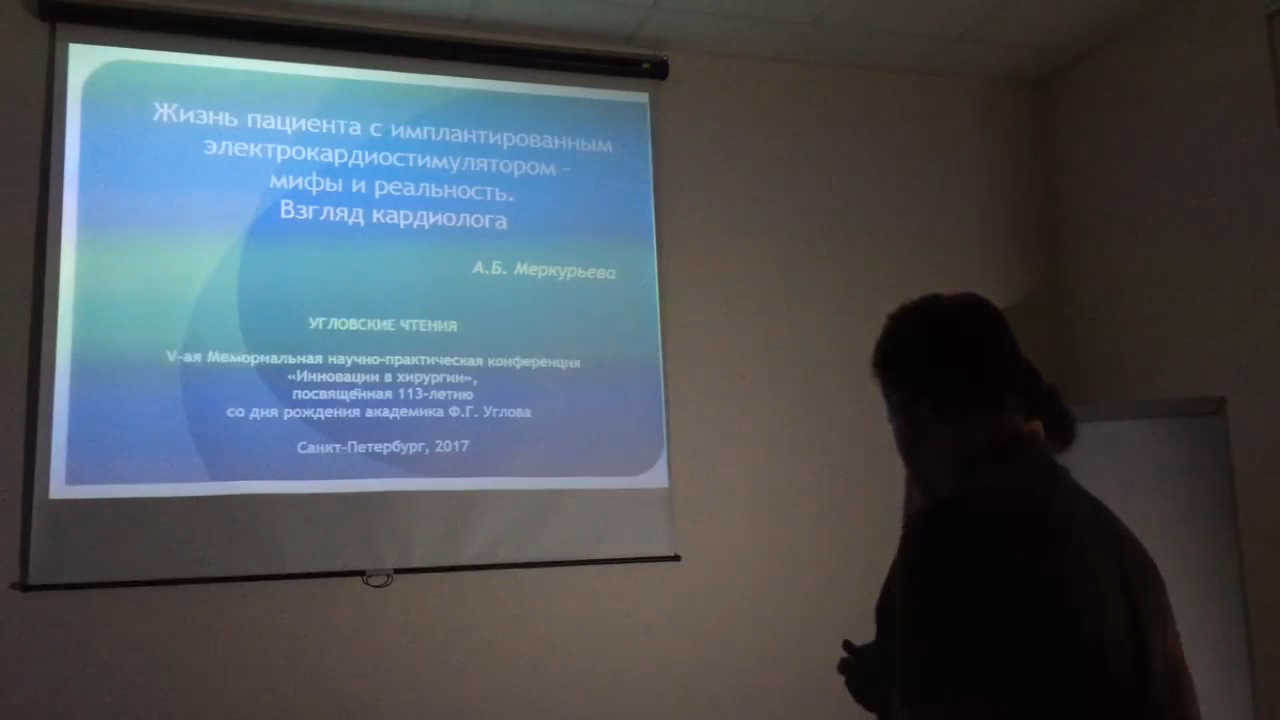 Жизнь пациента с имплантированным
электрокардиостимулятором -
мифы и реальность.
Взгляд кардиолога
А.Б. Меркурьева
УГЛОВСКИЕ ЧТЕНИЯ
V-ая Мемориальная научно-практическая конференция
«Инновации в хирургии»,
посвящённая 113-летию
со дня рождения академика Ф.Г. Углова
Санкт-Петербург, 2017